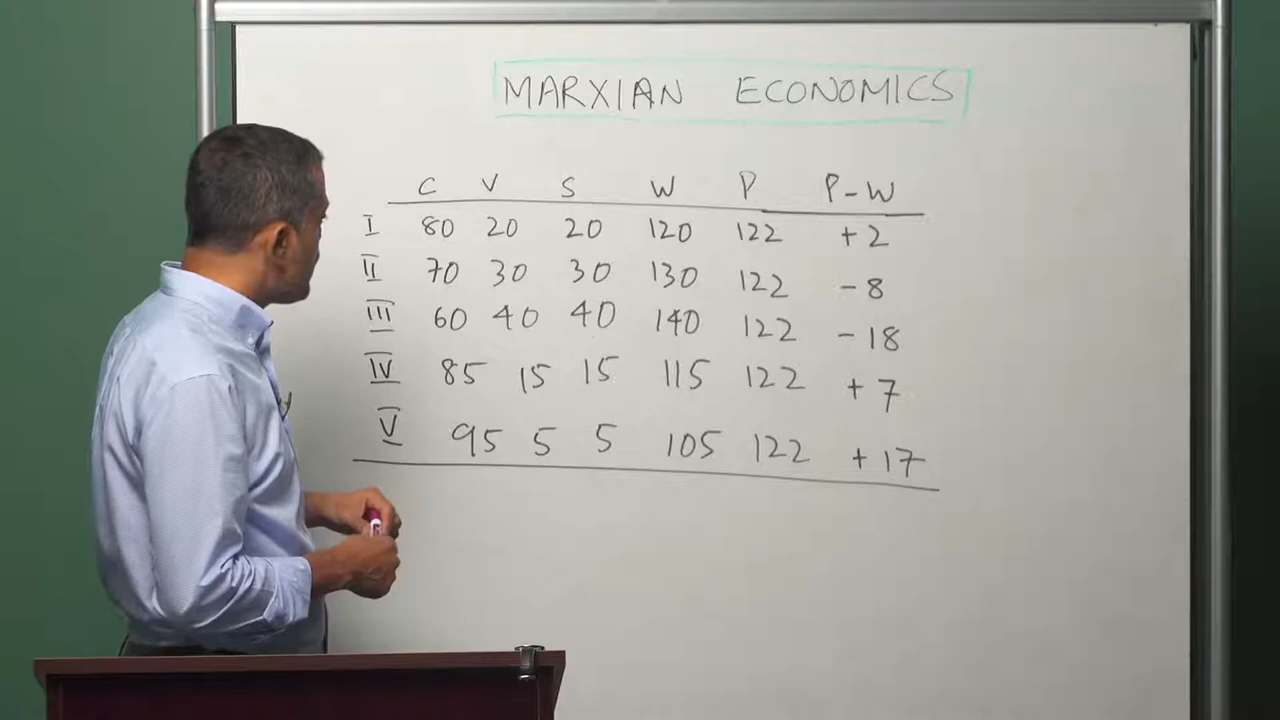 MARXIAN ECONOMICS
C V S W P P-W
I 80 20 20 120 122 +2
II 70 30 30 130 122 -8
III 60 40 40 140 122 -18
IV 85 15 15 115 122 +7
V 95 5 5 105 122 +17